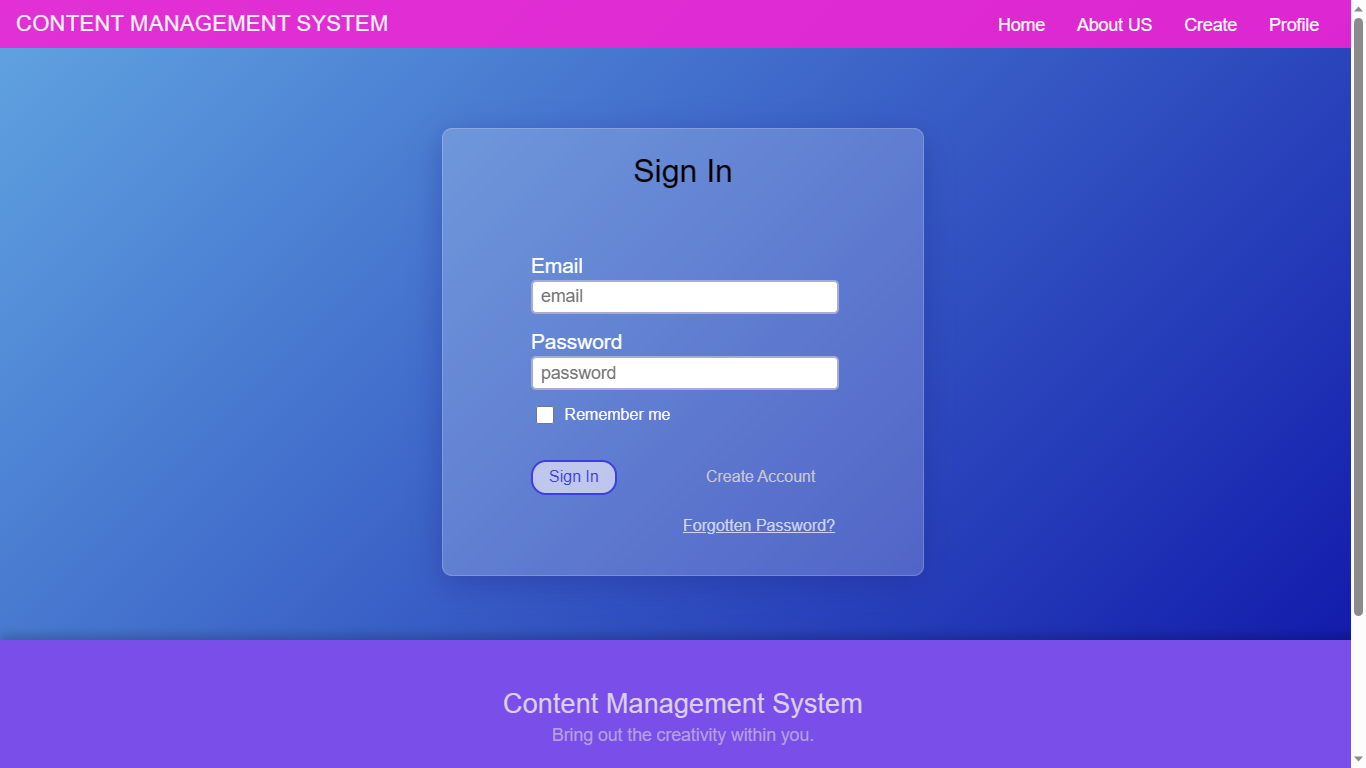 CONTENT MANAGEMENT SYSTEM
Home About US Create Profile
Sign In
Email
email
Password
password
Remember me
Sign In Create Account
Forgotten Password?
Content Management System
Bring out the creativity within you.